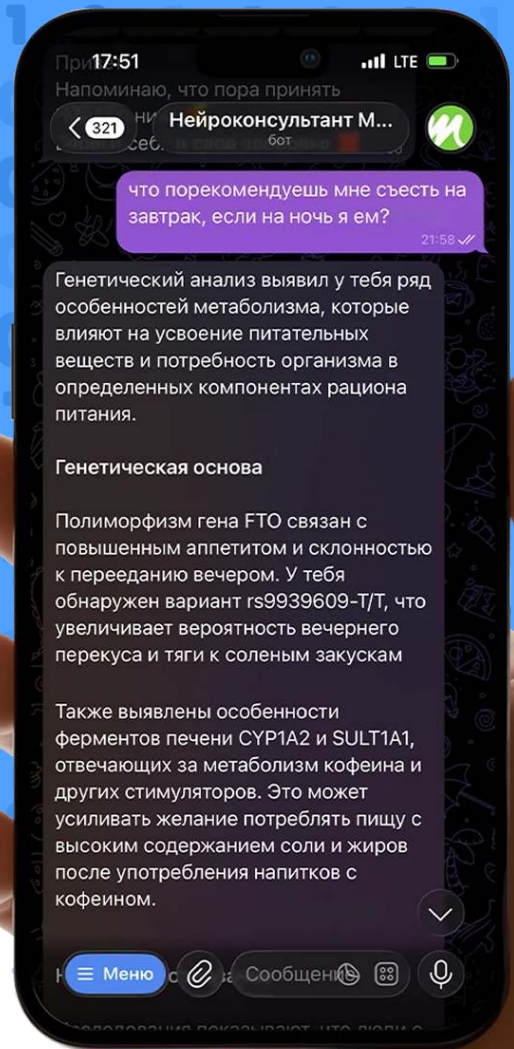 17:51
LTE
Напоминаю, что пора принять
321
Нейроконсультант М...
бот
что порекомендуешь мне съесть на
завтрак, если на ночь я ем?
21:58
Генетический анализ выявил у тебя ряд
особенностей метаболизма, которые
влияют на усвоение питательных
веществ и потребность организма в
определенных компонентах рациона
питания.
Генетическая основа
Полиморфизм гена FTO связан с
повышенным аппетитом и склонностью
к перееданию вечером. У тебя
обнаружен вариант rs9939609-T/T, что
увеличивает вероятность вечернего
перекуса и тяги к соленым закускам
Также выявлены особенности
ферментов печени CYP1A2 и SULT1A1,
отвечающих за метаболизм кофеина и
других стимуляторов. Это может
усиливать желание потреблять пищу с
высоким содержанием соли и жиров
после употребления напитков с
кофеином.
Меню
Сообщение